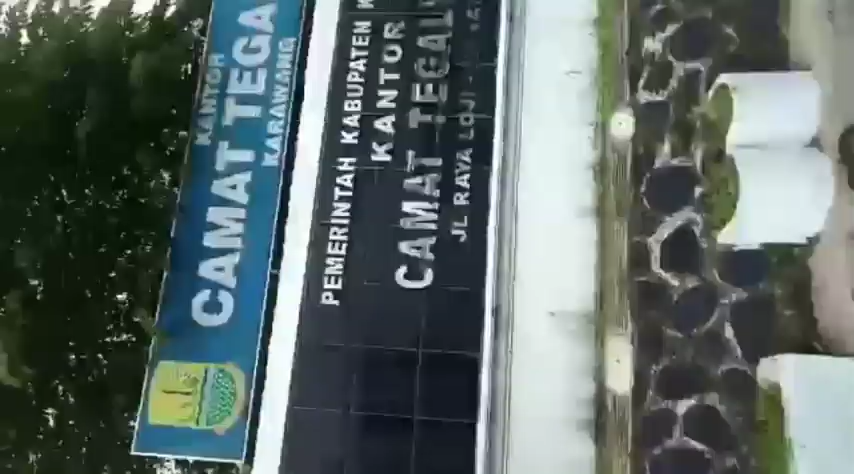 KANTOR
CAMAT TEGA
KARAWANG
PEMERINTAH KABUPATEN K
KANTOR
CAMAT TEGAL
JL RAYA LOJI